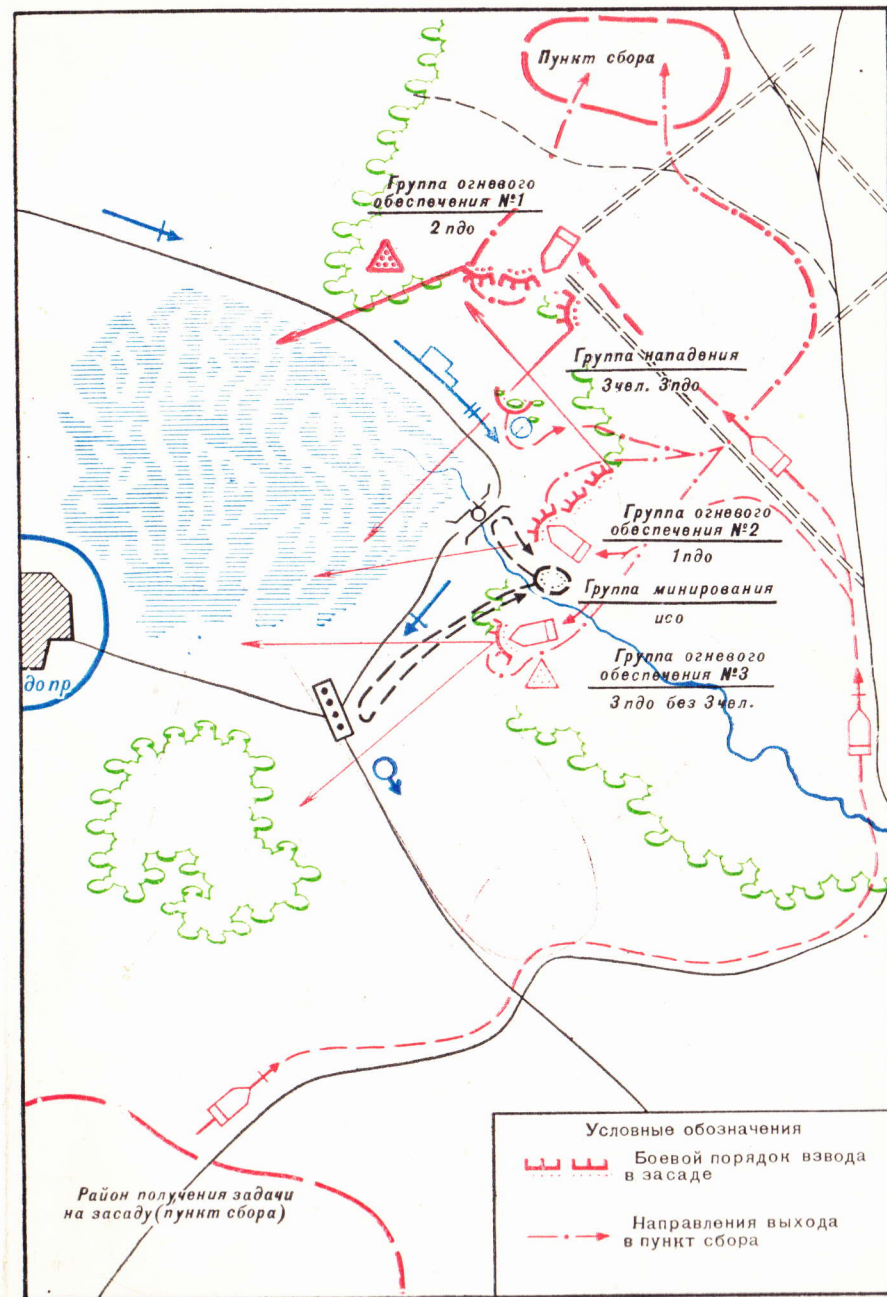 Пункт сбора
Группа огневого
обеспечения №1
2 пдо
Группа нападения
3чел. 3пдо
Группа огневого
обеспечения №2
1пдо
Группа минирования
исо
Группа огневого
обеспечения №3
3пдо без 3чел.
до пр
Район получения задачи
на засаду (пункт сбора)
Условные обозначения
Боевой порядок взвода
в засаде
Направления выхода
в пункт сбора